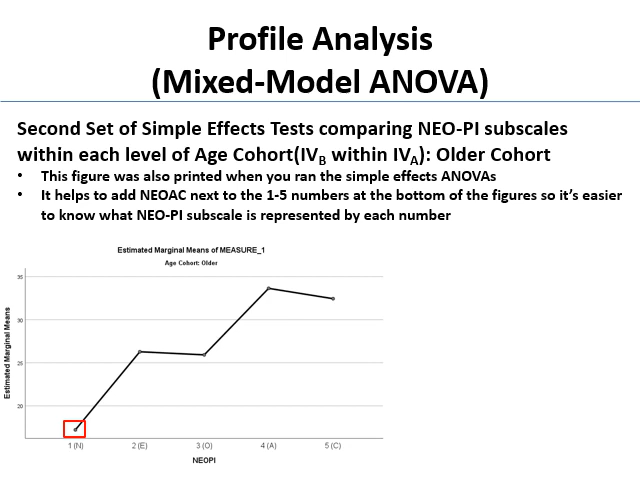 Profile Analysis
(Mixed-Model ANOVA)
Second Set of Simple Effects Tests comparing NEO-PI subscales
within each level of Age Cohort(IVB within IVA): Older Cohort
• This figure was also printed when you ran the simple effects ANOVAs
• It helps to add NEOAC next to the 1-5 numbers at the bottom of the figures so it's easier
to know what NEO-PI subscale is represented by each number
Estimated Marginal Means of MEASURE_1
Age Cohort: Older
Estimated Marginal Means
35
30
25
20
1 (N) 2 (E) 3 (O) 4 (A) 5 (C)
NEOPI